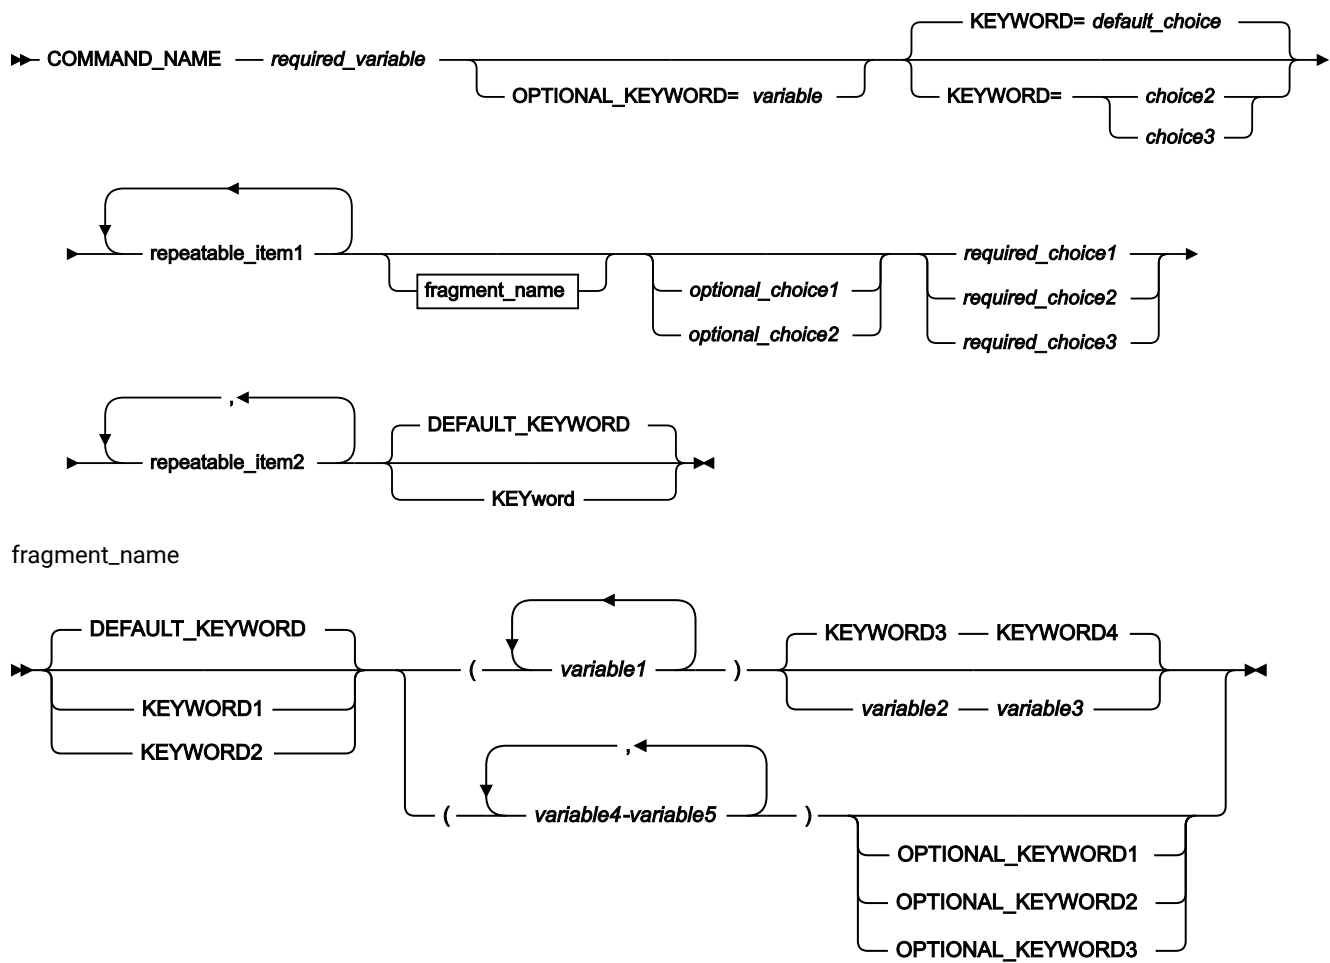 KEYWORD= default_choice
COMMAND_NAME required_variable
OPTIONAL_KEYWORD= variable KEYWORD= choice2
choice3
repeatable_item1 required_choice1
fragment_name optional_choice1 required_choice2
optional_choice2 required_choice3
,
DEFAULT_KEYWORD
repeatable_item2
KEYword
fragment_name
DEFAULT_KEYWORD KEYWORD3 KEYWORD4
( variable1 )
KEYWORD1 variable2 variable3
KEYWORD2 ,
( variable4-variable5 )
OPTIONAL_KEYWORD1
OPTIONAL_KEYWORD2
OPTIONAL_KEYWORD3